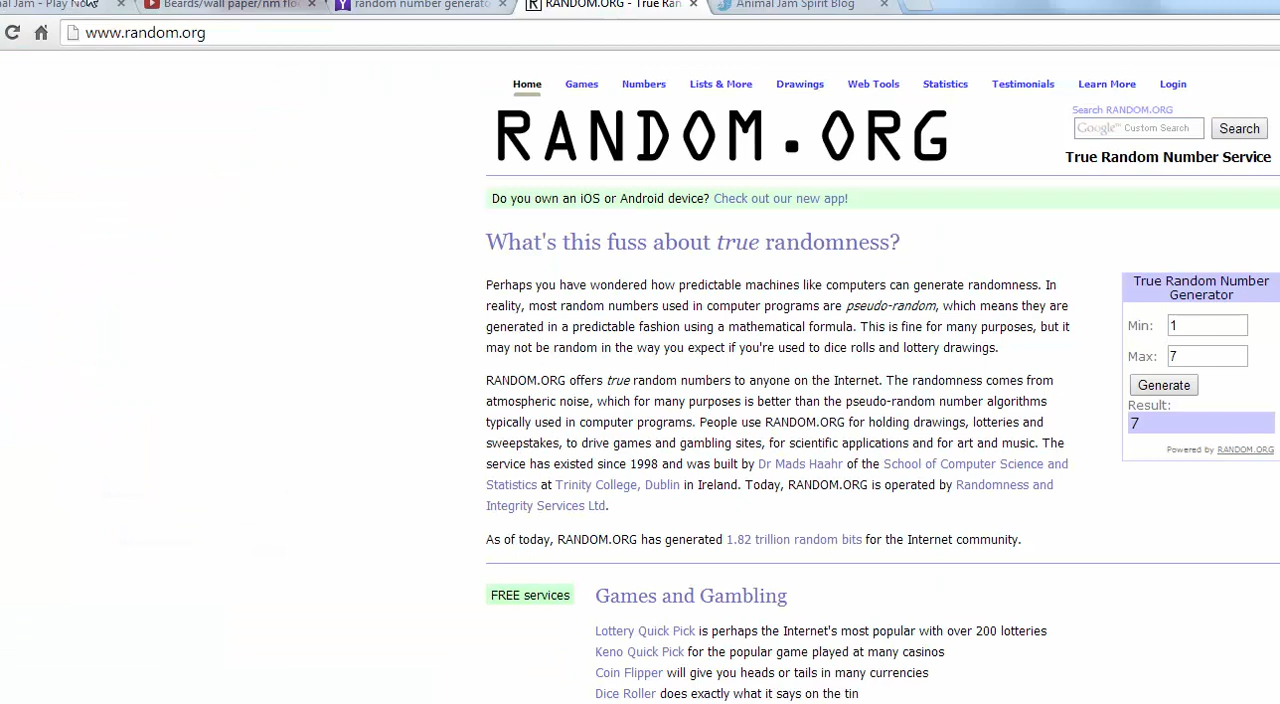 al Jam - Play Now
Beards/wall paper/nm
random number generato
RANDOM.ORG - True Ran
Animal Jam Spirit Blog
www.random.org
Home Games Numbers Lists & More Drawings Web Tools Statistics Testimonials Learn More Login
RANDOM.ORG
Search RANDOM.ORG
Google™ Custom Search
Search
True Random Number Service
Do you own an iOS or Android device? Check out our new app!
What's this fuss about true randomness?
Perhaps you have wondered how predictable machines like computers can generate randomness. In
reality, most random numbers used in computer programs are pseudo-random, which means they are
generated in a predictable fashion using a mathematical formula. This is fine for many purposes, but it
may not be random in the way you expect if you're used to dice rolls and lottery drawings.
RANDOM.ORG offers true random numbers to anyone on the Internet. The randomness comes from
atmospheric noise, which for many purposes is better than the pseudo-random number algorithms
typically used in computer programs. People use RANDOM.ORG for holding drawings, lotteries and
sweepstakes, to drive games and gambling sites, for scientific applications and for art and music. The
service has existed since 1998 and was built by Dr Mads Haahr of the School of Computer Science and
Statistics at Trinity College, Dublin in Ireland. Today, RANDOM.ORG is operated by Randomness and
Integrity Services Ltd.
As of today, RANDOM.ORG has generated 1.82 trillion random bits for the Internet community.
True Random Number
Generator
Min: 1
Max: 7
Generate
Result:
7
Powered by RANDOM.ORG
FREE services
Games and Gambling
Lottery Quick Pick is perhaps the Internet's most popular with over 200 lotteries
Keno Quick Pick for the popular game played at many casinos
Coin Flipper will give you heads or tails in many currencies
Dice Roller does exactly what it says on the tin